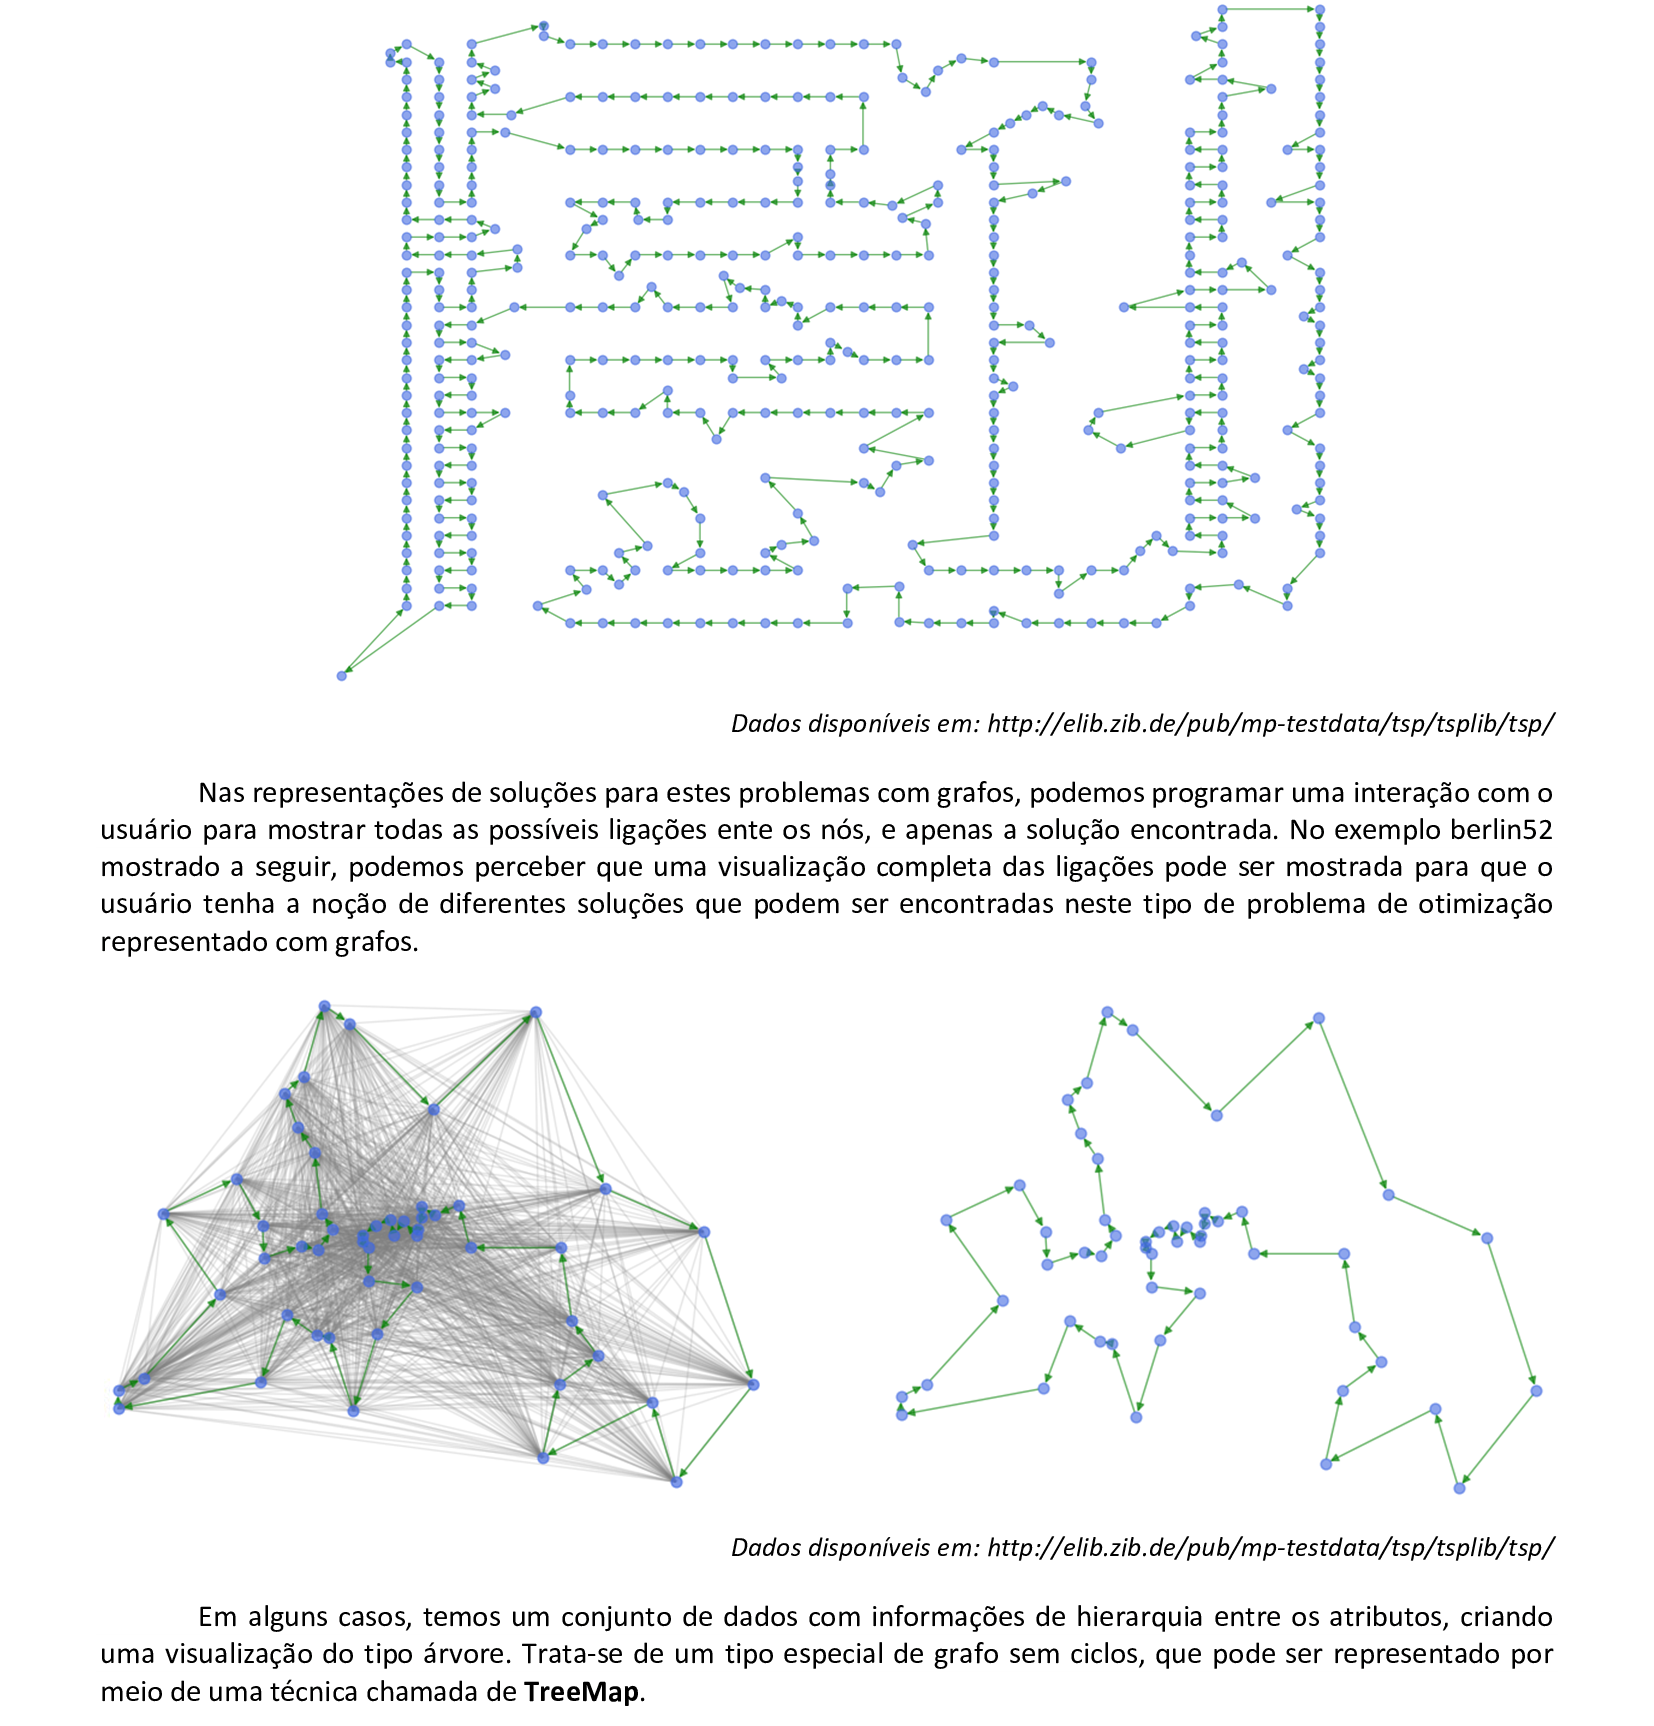 Dados disponíveis em: http://elib.zib.de/pub/mp-testdata/tsp/tsplib/tsp/
Nas representações de soluções para estes problemas com grafos, podemos programar uma interação com o
usuário para mostrar todas as possíveis ligações ente os nós, e apenas a solução encontrada. No exemplo berlin52
mostrado a seguir, podemos perceber que uma visualização completa das ligações pode ser mostrada para que o
usuário tenha a noção de diferentes soluções que podem ser encontradas neste tipo de problema de otimização
representado com grafos.
Dados disponíveis em: http://elib.zib.de/pub/mp-testdata/tsp/tsplib/tsp/
Em alguns casos, temos um conjunto de dados com informações de hierarquia entre os atributos, criando
uma visualização do tipo árvore. Trata-se de um tipo especial de grafo sem ciclos, que pode ser representado por
meio de uma técnica chamada de TreeMap.